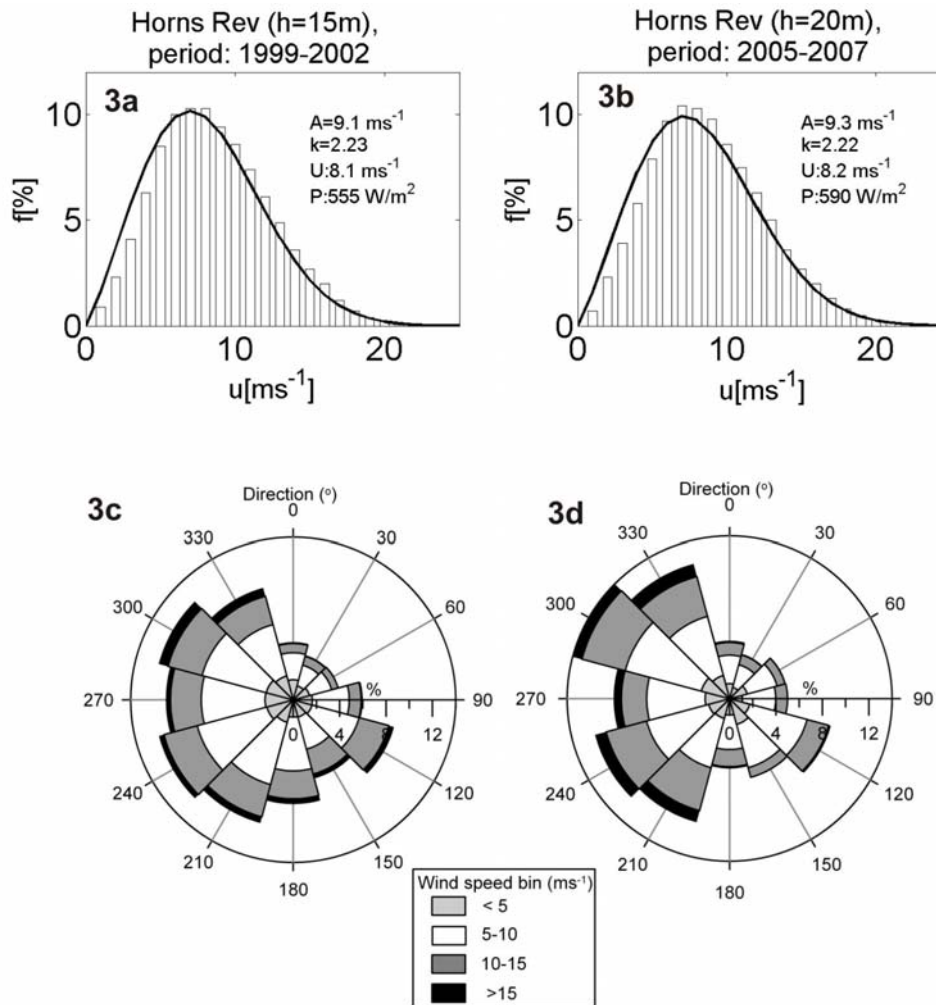 Horns Rev (h=15m),
period: 1999-2002
3a
A=9.1 ms⁻¹
k=2.23
U:8.1 ms⁻¹
P:555 W/m²
f[%]
10
5
0
0 10 20
u[ms⁻¹]
Horns Rev (h=20m),
period: 2005-2007
3b
A=9.3 ms⁻¹
k=2.22
U:8.2 ms⁻¹
P:590 W/m²
f[%]
10
5
0
0 10 20
u[ms⁻¹]
3c
Direction (°)
0
30
60
90
120
150
180
210
240
270
300
330
%
0 4 8 12
3d
Direction (°)
0
30
60
90
120
150
180
210
240
270
300
330
%
0 4 8 12
Wind speed bin (ms⁻¹)
< 5
5-10
10-15
>15